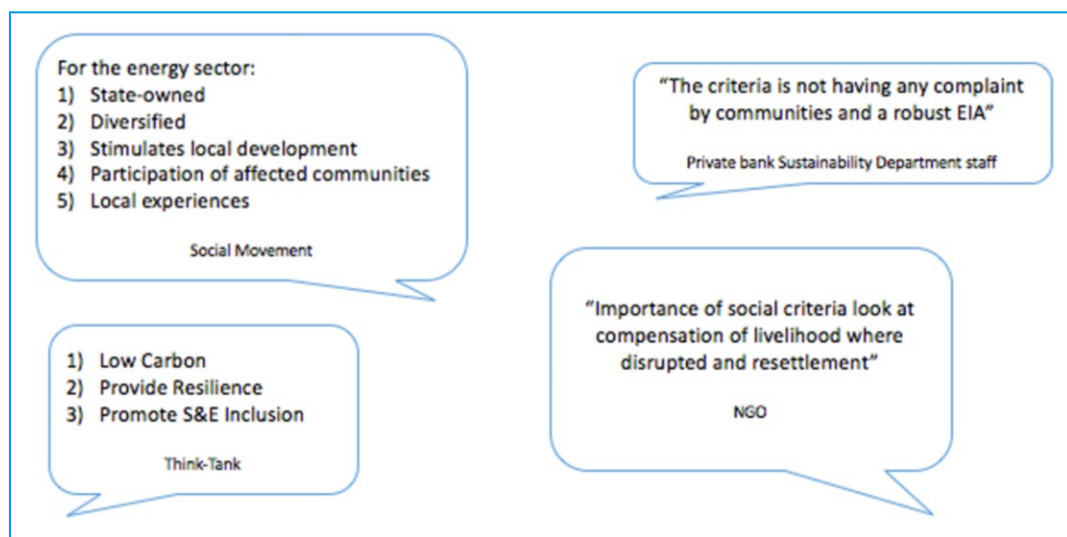 For the energy sector:
1) State-owned
2) Diversified
3) Stimulates local development
4) Participation of affected communities
5) Local experiences
Social Movement
“The criteria is not having any complaint
by communities and a robust EIA”
Private bank Sustainability Department staff
1) Low Carbon
2) Provide Resilience
3) Promote S&E Inclusion
Think-Tank
“Importance of social criteria look at
compensation of livelihood where
disrupted and resettlement”
NGO